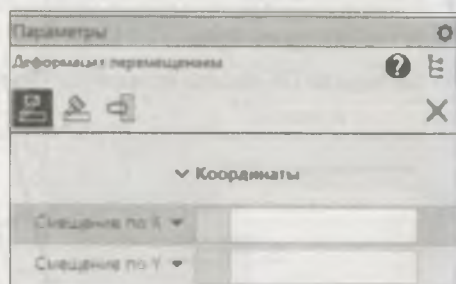 Параметры
Деформация перемещением
Координаты
Смещение по X
Смещение по Y